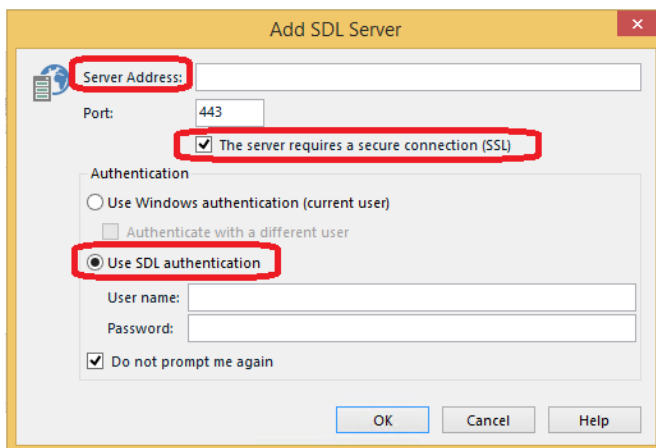 Add SDL Server
Server Address:
Port: 443
The server requires a secure connection (SSL)
Authentication
Use Windows authentication (current user)
Authenticate with a different user
Use SDL authentication
User name:
Password:
Do not prompt me again
OK Cancel Help